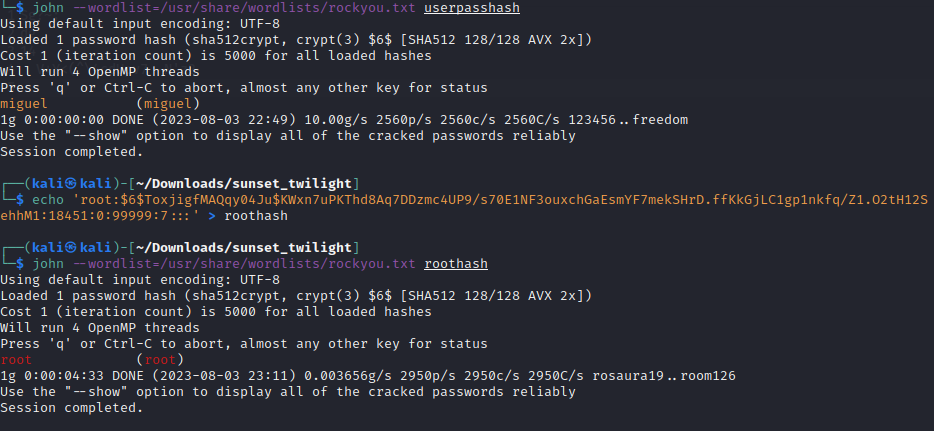 └─$ john --wordlist=/usr/share/wordlists/rockyou.txt userpasshash
Using default input encoding: UTF-8
Loaded 1 password hash (sha512crypt, crypt(3) $6$ [SHA512 128/128 AVX 2x])
Cost 1 (iteration count) is 5000 for all loaded hashes
Will run 4 OpenMP threads
Press 'q' or Ctrl-C to abort, almost any other key for status
miguel           (miguel)
1g 0:00:00:00 DONE (2023-08-03 22:49) 10.00g/s 2560p/s 2560c/s 2560C/s 123456..freedom
Use the "--show" option to display all of the cracked passwords reliably
Session completed.
┌──(kali㉿kali)-[~/Downloads/sunset_twilight]
└─$ echo 'root:$6$ToxjigfMAQqy04Ju$KWxn7uPKThd8Aq7DDzmc4UP9/s70E1NF3ouxchGaEsmYF7mekSHrD.ffKkGjLC1gp1nkfq/Z1.O2tH12S
ehhM1:18451:0:99999:7:::' > roothash
┌──(kali㉿kali)-[~/Downloads/sunset_twilight]
└─$ john --wordlist=/usr/share/wordlists/rockyou.txt roothash
Using default input encoding: UTF-8
Loaded 1 password hash (sha512crypt, crypt(3) $6$ [SHA512 128/128 AVX 2x])
Cost 1 (iteration count) is 5000 for all loaded hashes
Will run 4 OpenMP threads
Press 'q' or Ctrl-C to abort, almost any other key for status
root             (root)
1g 0:00:04:33 DONE (2023-08-03 23:11) 0.003656g/s 2950p/s 2950c/s 2950C/s rosaura19..room126
Use the "--show" option to display all of the cracked passwords reliably
Session completed.